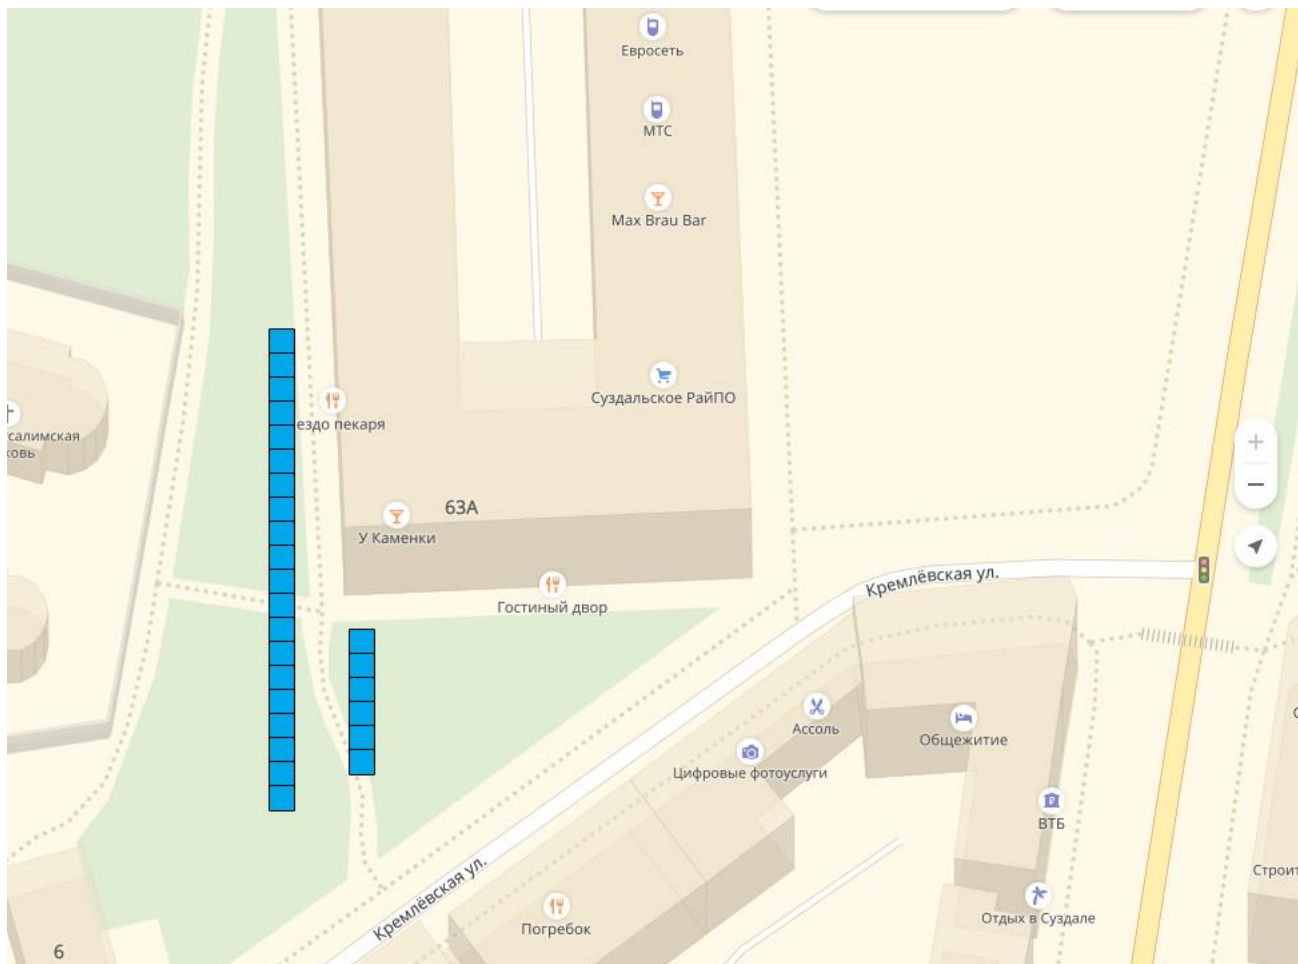 Евросеть
МТС
Max Brau Bar
Суздальское РайПО
ездо пекаря
салимская
ковь
63А
У Каменки
Гостиный двор
Кремлёвская ул.
Ассоль
Общежитие
Цифровые фотоуслуги
ВТБ
Кремлёвская ул.
Строит
Отдых в Суздале
Погребок
6